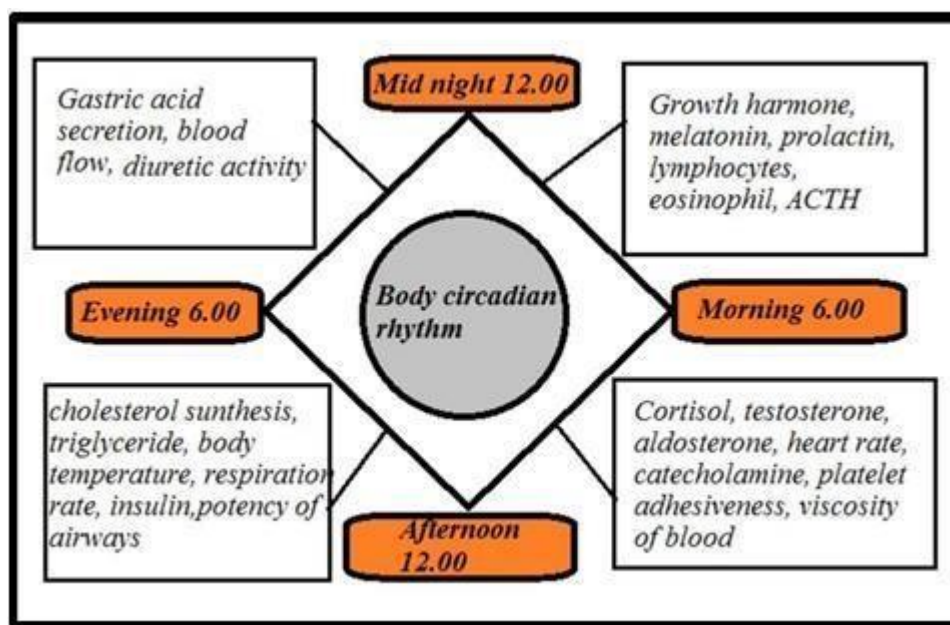 Mid night 12.00
Gastric acid
secretion, blood
flow, diuretic activity
Growth harmone,
melatonin, prolactin,
lymphocytes,
eosinophil, ACTH
Evening 6.00
Body circadian
rhythm
Morning 6.00
cholesterol sunthesis,
triglyceride, body
temperature, respiration
rate, insulin,potency of
airways
Cortisol, testosterone,
aldosterone, heart rate,
catecholamine, platelet
adhesiveness, viscosity
of blood
Afternoon
12.00